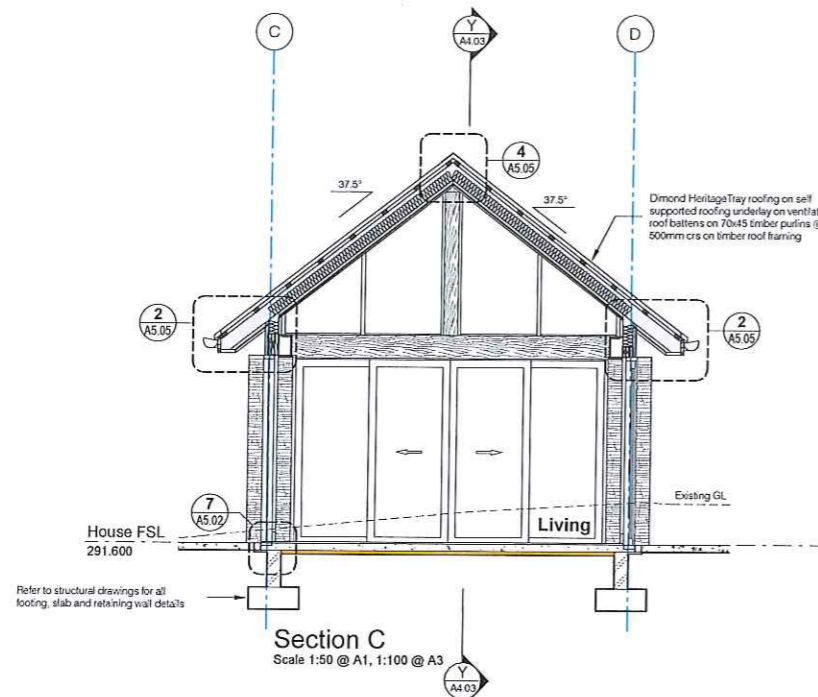 C
Y
A4.03
D
4
A5.05
37.5°
37.5°
Dimond HeritageTray roofing on self
supported roofing underlay on
roof battens on 70x45 timber purlins @
500mm crs on timber roof framing
2
A5.05
2
A5.05
7
A5.02
Existing GL
House FSL
291.600
Living
Refer to structural drawings for all
footing, slab and retaining wall details
Section C
Scale 1:50 @ A1, 1:100 @ A3
Y
A4.03